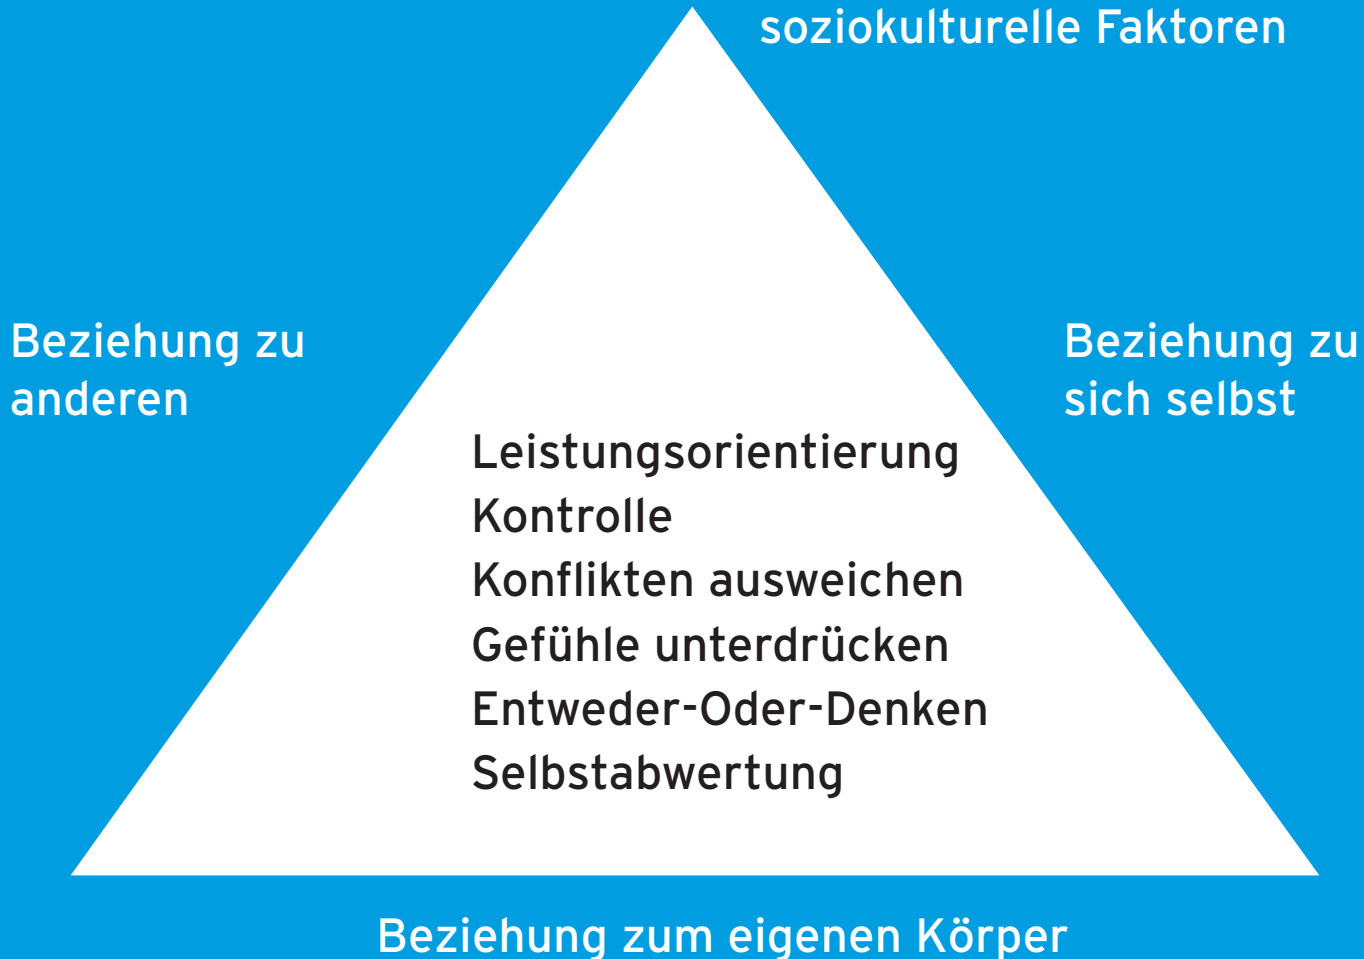 soziokulturelle Faktoren
Beziehung zu
anderen
Beziehung zu
sich selbst
Leistungsorientierung
Kontrolle
Konflikten ausweichen
Gefühle unterdrücken
Entweder-Oder-Denken
Selbstabwertung
Beziehung zum eigenen Körper